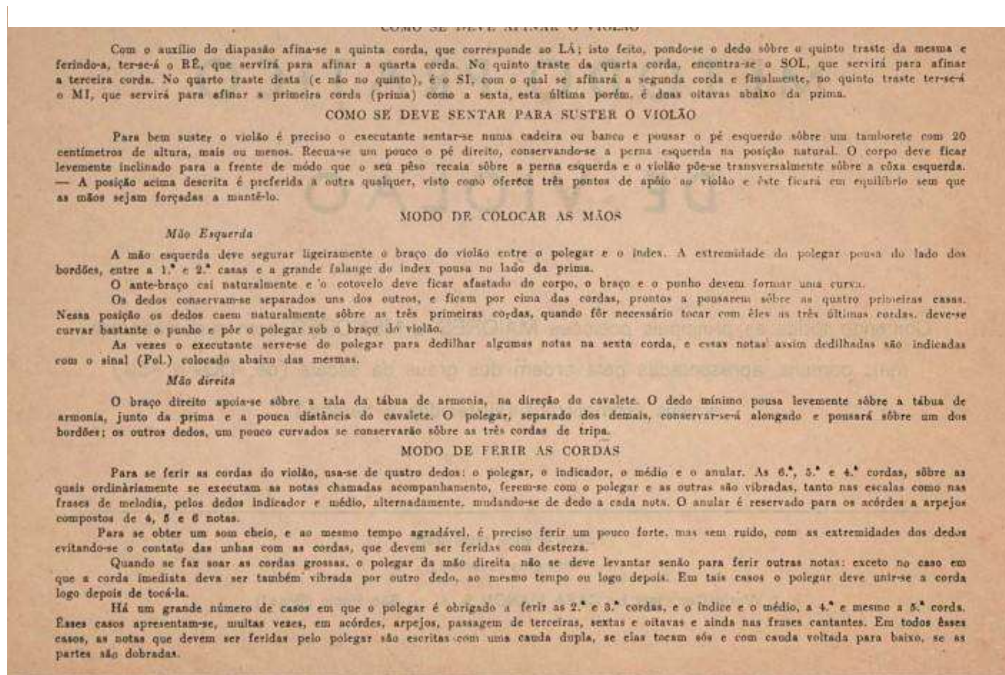 COMO SE DEVE AFINAR O VIOLÃO
Com o auxílio do diapasão afina-se a quinta corda, que corresponde ao LÁ; isto feito, pondo-se o dedo sôbre o quinto traste da mesma e
ferindo-a, ter-se-á o RÉ, que servirá para afinar a quarta corda. No quinto traste da quarta corda, encontra-se o SOL, que servirá para afinar
a terceira corda. No quarto traste desta (e não no quinto), é o SI, com o qual se afinará a segunda corda e finalmente, no quinto traste ter-se-á
o MI, que servirá para afinar a primeira corda (prima) como a sexta, esta última porém, é duas oitavas abaixo da prima.
COMO SE DEVE SENTAR PARA SUSTER O VIOLÃO
Para bem suster o violão é preciso o executante sentar-se numa cadeira ou banco e pousar o pé esquerdo sôbre um tamborete com 20
centímetros de altura, mais ou menos. Recua-se um pouco o pé direito, conservando-se a perna esquerda na posição natural. O corpo deve ficar
levemente inclinado para a frente de módo que o seu pêso recaia sôbre a perna esquerda e o violão põe-se transversalmente sôbre a côxa esquerda.
— A posição acima descrita é preferida a outra qualquer, visto como oferéce três pontos de apôio ao violão e êste ficará em equilíbrio sem que
as mãos sejam forçadas a mantê-lo.
MODO DE COLOCAR AS MÃOS
Mão Esquerda
A mão esquerda deve segurar ligeiramente o braço do violão entre o polegar e o index. A extremidade do polegar pousa do lado dos
bordões, entre a 1.ª e 2.ª casas e a grande falange do index pousa no lado da prima.
O ante-braço cai naturalmente e o cotovelo deve ficar afastado do corpo, o braço e o punho devem formar uma curva.
Os dedos conservam-se separados uns dos outros, e ficam por cima das cordas, prontos a pousarem sôbre as quatro primeiras casas.
Nessa posição os dedos caem naturalmente sôbre as três primeiras cordas, quando fôr necessário tocar com êles as três últimas cordas, deve-se
curvar bastante o punho e pôr o polegar sob o braço do violão.
As vezes o executante serve-se do polegar para dedilhar algumas notas na sexta corda, e essas notas assim dedilhadas são indicadas
com o sinal (Pol.) colocado abaixo das mesmas.
Mão direita
O braço direito apoia-se sôbre a tala da tábua de armonia, na direção do cavalete. O dedo mínimo pousa levemente sôbre a tábua de
armonia, junto da prima e a pouca distância do cavalete. O polegar, separado dos demais, conservar-se-á alongado e pousará sôbre um dos
bordões; os outros dedos, um pouco curvados se conservarão sôbre as três cordas de tripa.
MODO DE FERIR AS CORDAS
Para se ferir as cordas do violão, usa-se de quatro dedos: o polegar, o indicador, o médio e o anular. As 6.ª, 5.ª e 4.ª cordas, sôbre as
quais ordinàriamente se executam as notas chamadas acompanhamento, ferem-se com o polegar e as outras são vibradas, tanto nas escalas como nas
frases de melodia, pelos dedos indicador e médio, alternadamente, mudando-se de dedo a cada nota. O anular é reservado para os acórdes a arpejos
compostos de 4, 5 e 6 notas.
Para se obter um som cheio, e ao mesmo tempo agradável, é preciso ferir um pouco forte, mas sem ruido, com as extremidades dos dedos
evitando-se o contato das unhas com as cordas, que devem ser feridas com destreza.
Quando se faz soar as cordas grossas, o polegar da mão direita não se deve levantar senão para ferir outras notas: exceto no caso em
que a corda imediata deva ser também vibrada por outro dedo, ao mesmo tempo ou logo depois. Em tais casos o polegar deve unir-se a corda
logo depois de tocá-la.
Há um grande número de casos em que o polegar é obrigado a ferir as 2.ª e 3.ª cordas, e o índice e o médio, a 4.ª e mesmo a 5.ª corda.
Êsses casos apresentam-se, muitas vezes, em acórdes, arpejos, passagem de terceiras, sextas e oitavas e ainda nas frases cantantes. Em todos êsses
casos, as notas que devem ser feridas pelo polegar são escritas com uma cauda dupla, se elas tocam sós e com cauda voltada para baixo, se as
partes são dobradas.